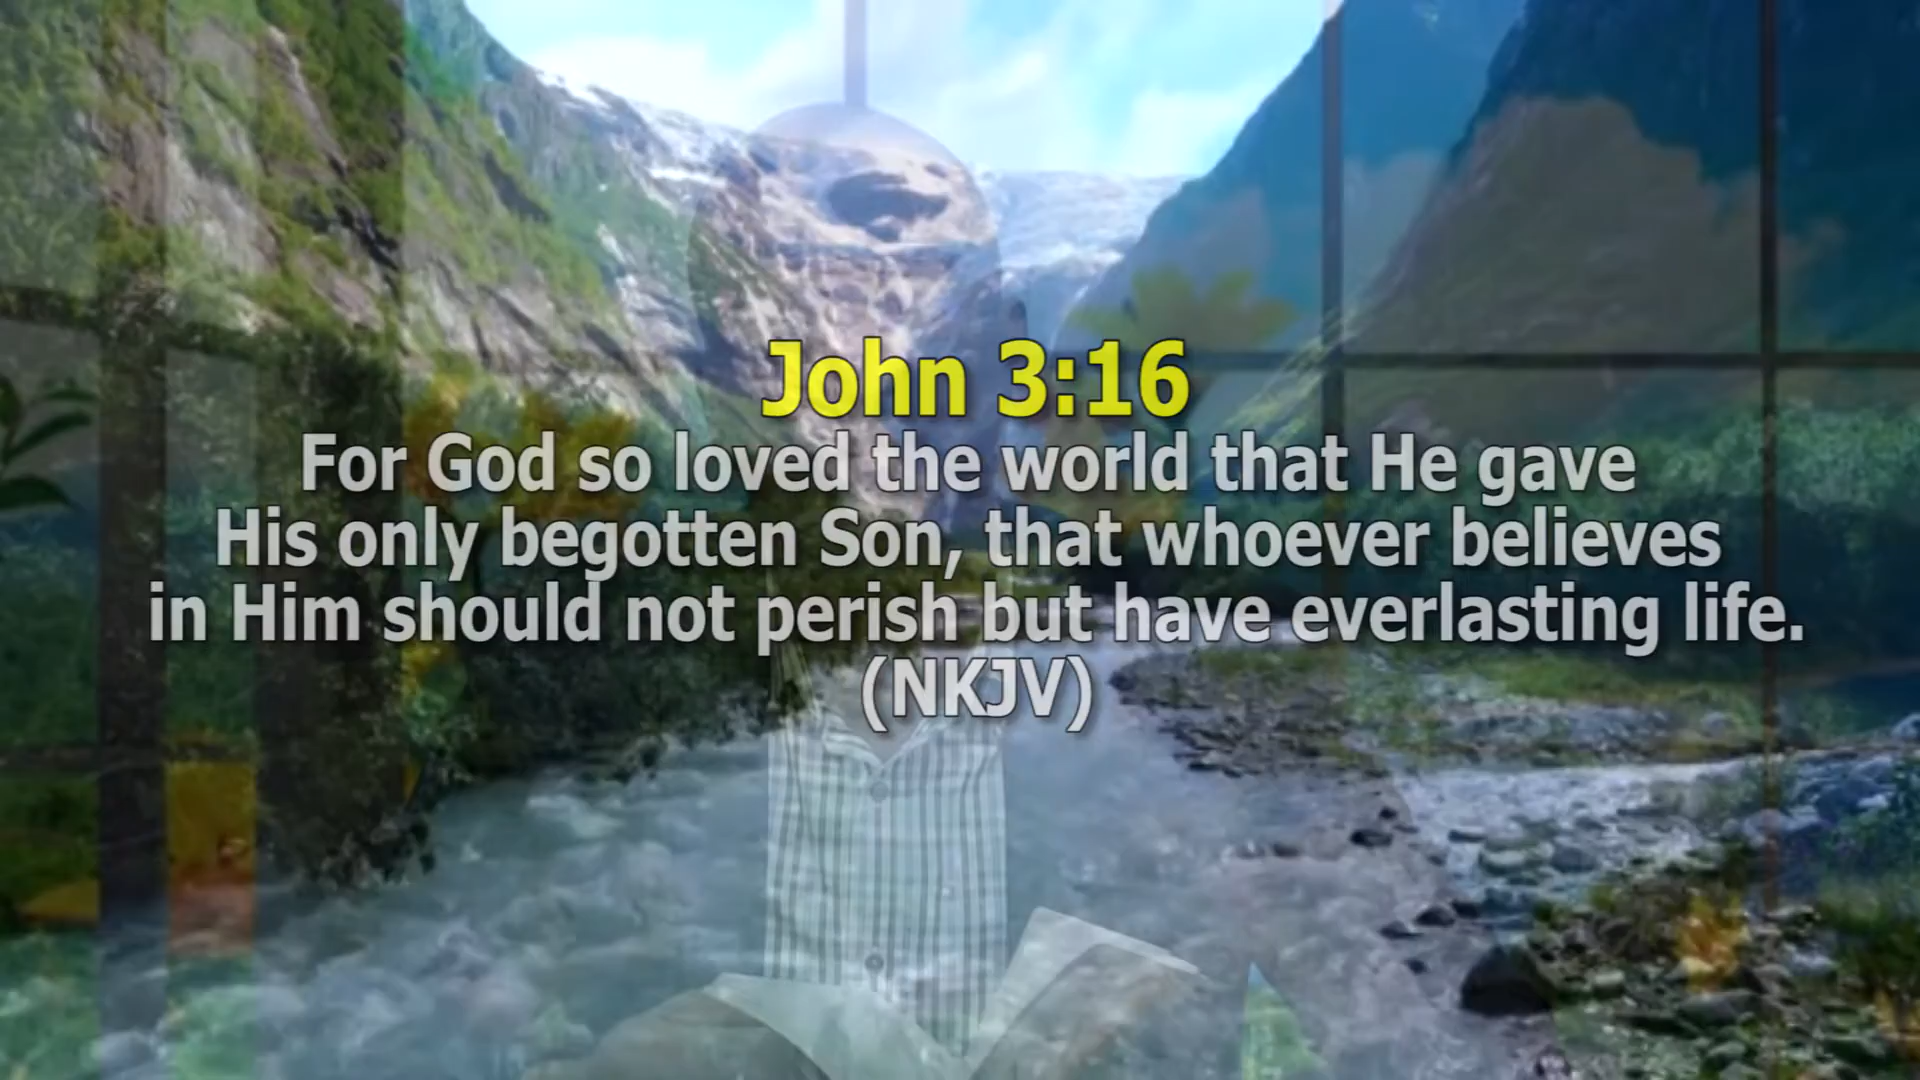 John 3:16
For God so loved the world that He gave
His only begotten Son, that whoever believes
in Him should not perish but have everlasting life.
(NKJV)